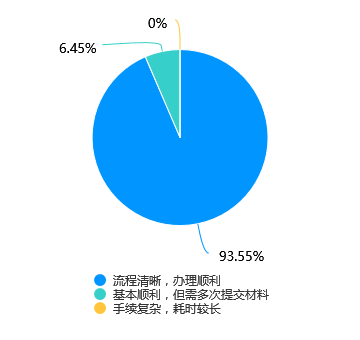 0%
6.45%
93.55%
流程清晰，办理顺利
基本顺利，但需多次提交材料
手续复杂，耗时较长